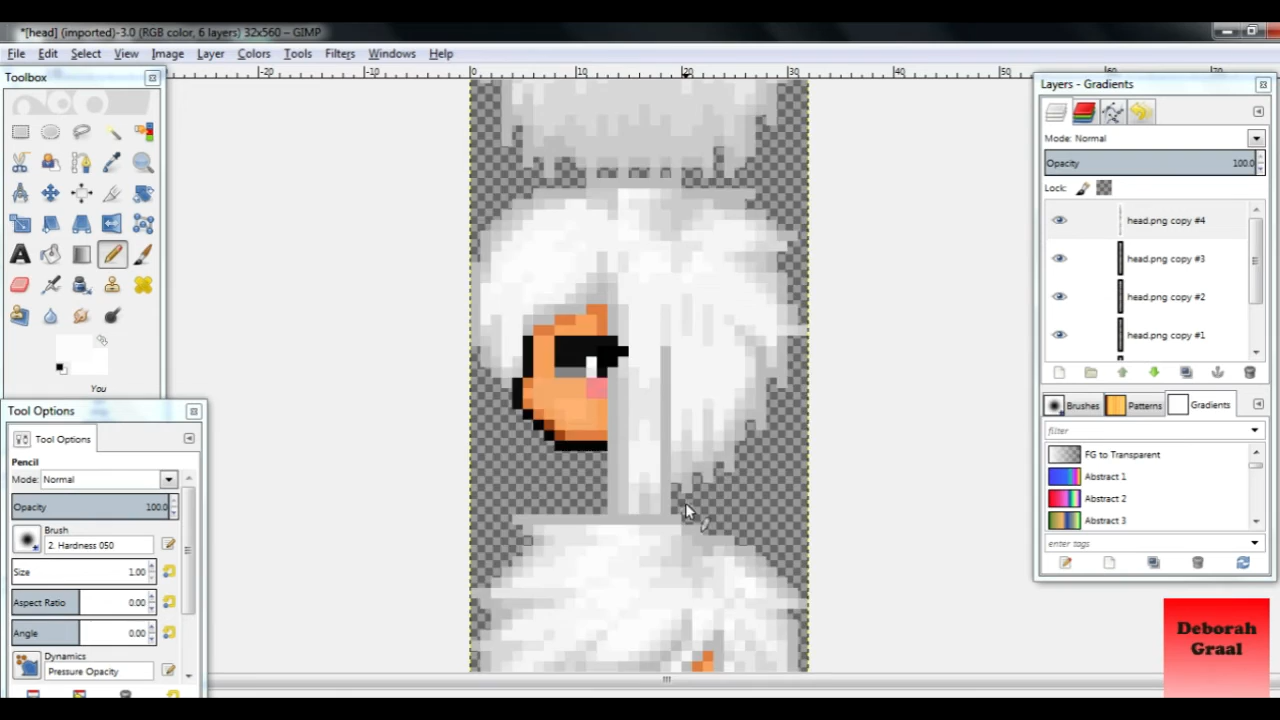 *[head] (imported)-3.0 (RGB color, 6 layers) 32x560 – GIMP
File Edit Select View Image Layer Colors Tools Filters Windows Help
Toolbox
-20 -10 0 10 20 30 40 50 60 70
You
Tool Options
Tool Options
Pencil
Mode: Normal
Opacity 100.0
Brush
2. Hardness 050
Size 1.00
Aspect Ratio 0.00
Angle 0.00
Dynamics
Pressure Opacity
Layers - Gradients
Mode: Normal
Opacity 100.0
Lock:
head.png copy #4
head.png copy #3
head.png copy #2
head.png copy #1
Brushes Patterns Gradients
filter
FG to Transparent
Abstract 1
Abstract 2
Abstract 3
enter tags
Deborah
Graal